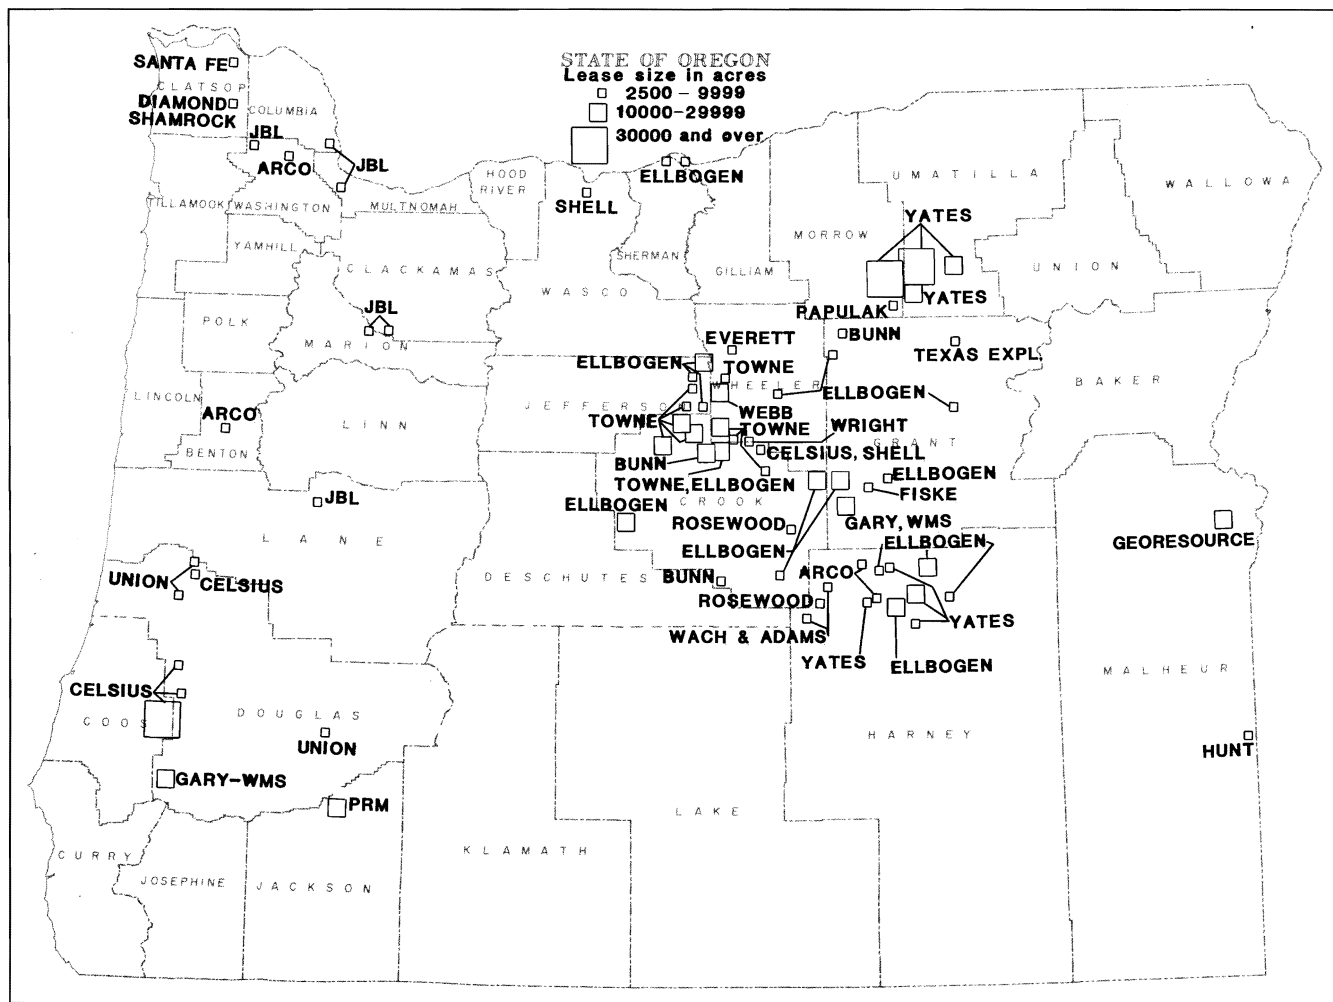 STATE OF OREGON
Lease size in acres
2500 - 9999
10000-29999
30000 and over
SANTA FE
CLATSOP
DIAMOND
SHAMROCK
COLUMBIA
JBL
ARCO
JBL
HOOD
RIVER
ELLBOGEN
SHELL
UMATILLA
WALLOWA
TILLAMOOK
WASHINGTON
MULTNOMAH
YATES
MORROW
YAMHILL
CLACKAMAS
SHERMAN
GILLIAM
UNION
WASCO
YATES
PAPULAK
JBL
POLK
MARION
EVERETT
BUNN
TEXAS EXPL.
ELLBOGEN
TOWNE
WHEELER
BAKER
ELLBOGEN
LINCOLN
ARCO
JEFFERSON
WEBB
LINN
TOWNE
TOWNE
WRIGHT
GRANT
BENTON
CELSIUS, SHELL
BUNN
TOWNE, ELLBOGEN
ELLBOGEN
FISKE
JBL
ELLBOGEN
CROOK
ROSEWOOD
GARY, WMS
LANE
ELLBOGEN
ELLBOGEN
GEORESOURCE
UNION
CELSIUS
DESCHUTES
BUNN
ARCO
ROSEWOOD
YATES
WACH & ADAMS
YATES
ELLBOGEN
MALHEUR
CELSIUS
COOS
DOUGLAS
UNION
HARNEY
HUNT
GARY-WMS
PRM
LAKE
CURRY
KLAMATH
JOSEPHINE
JACKSON